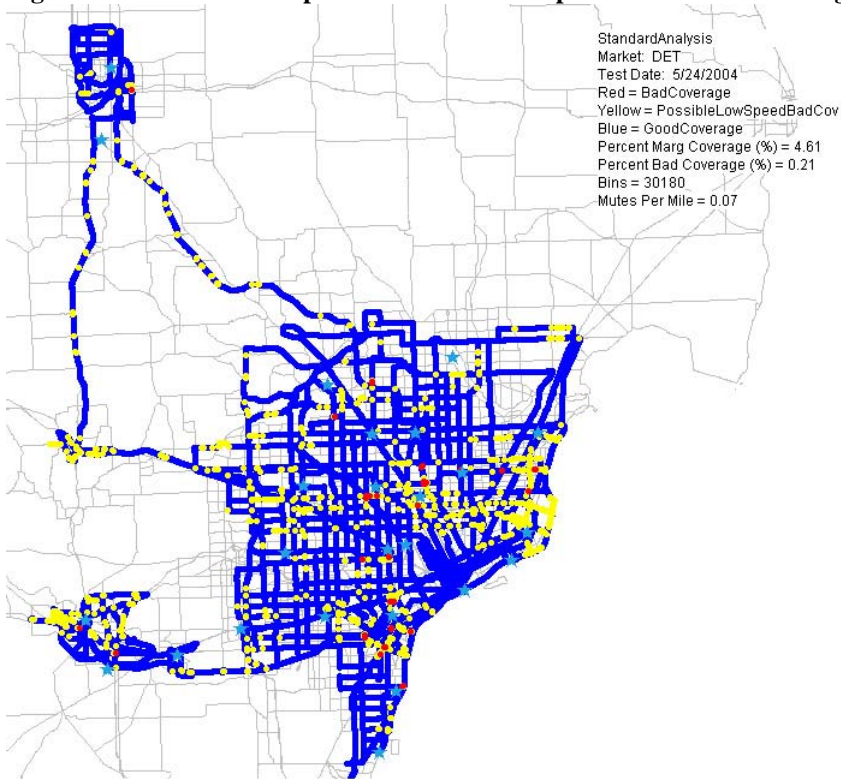 StandardAnalysis
Market: DET
Test Date: 5/24/2004
Red = BadCoverage
Yellow = PossibleLowSpeedBadCov
Blue = GoodCoverage
Percent Marg Coverage (%) = 4.61
Percent Bad Coverage (%) = 0.21
Bins = 30180
Mutes Per Mile = 0.07